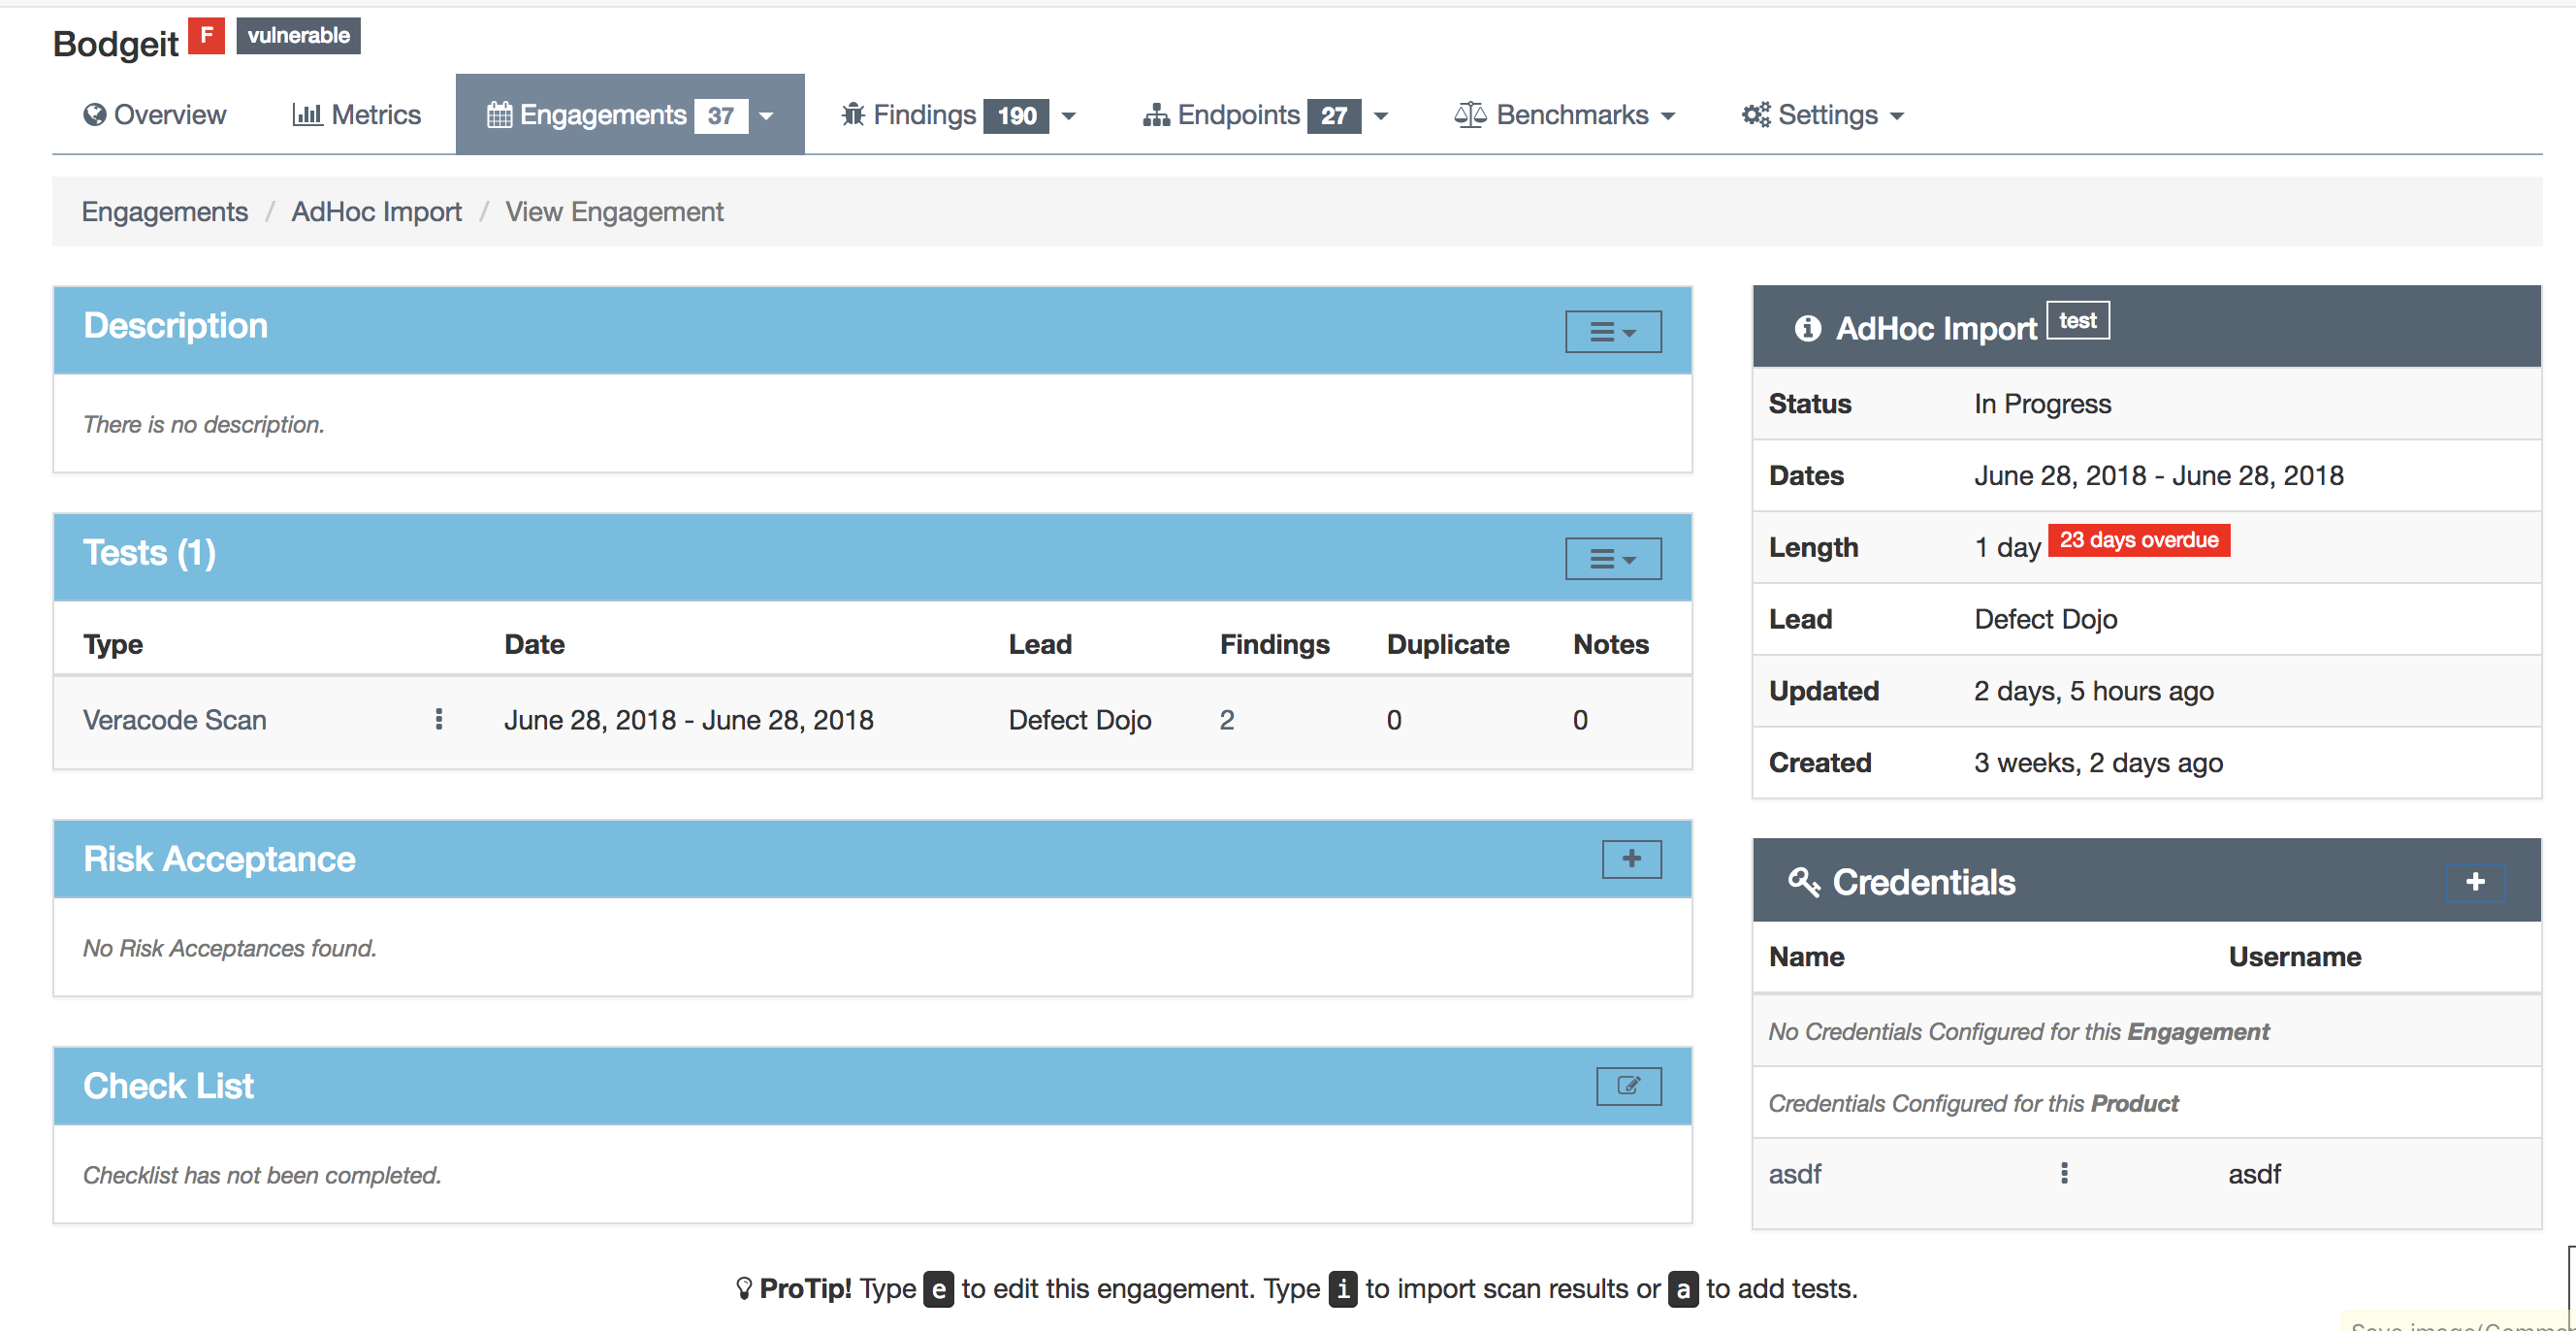 Bodgeit F vulnerable
Overview Metrics Engagements 37 Findings 190 Endpoints 27 Benchmarks Settings
Engagements / AdHoc Import / View Engagement
Description
There is no description.
Tests (1)
Type Date Lead Findings Duplicate Notes
Veracode Scan June 28, 2018 - June 28, 2018 Defect Dojo 2 0 0
Risk Acceptance
No Risk Acceptances found.
Check List
Checklist has not been completed.
AdHoc Import test
Status In Progress
Dates June 28, 2018 - June 28, 2018
Length 1 day 23 days overdue
Lead Defect Dojo
Updated 2 days, 5 hours ago
Created 3 weeks, 2 days ago
Credentials
Name Username
No Credentials Configured for this Engagement
Credentials Configured for this Product
asdf asdf
ProTip! Type e to edit this engagement. Type i to import scan results or a to add tests.